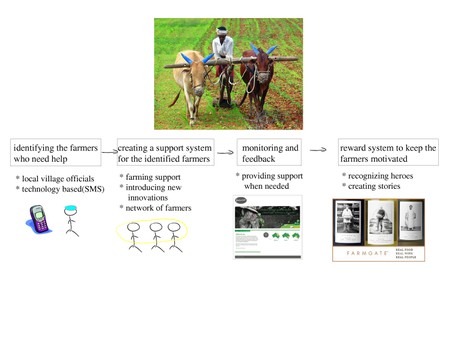 identifying the farmers
who need help
creating a support system
for the identified farmers
monitoring and
feedback
reward system to keep the
farmers motivated
* local village officials
* technology based(SMS)
* farming support
* introducing new
innovations
* network of farmers
* providing support
when needed
* recognizing heroes
* creating stories
FARMGATE
REAL FOOD
REAL FARM
REAL PEOPLE